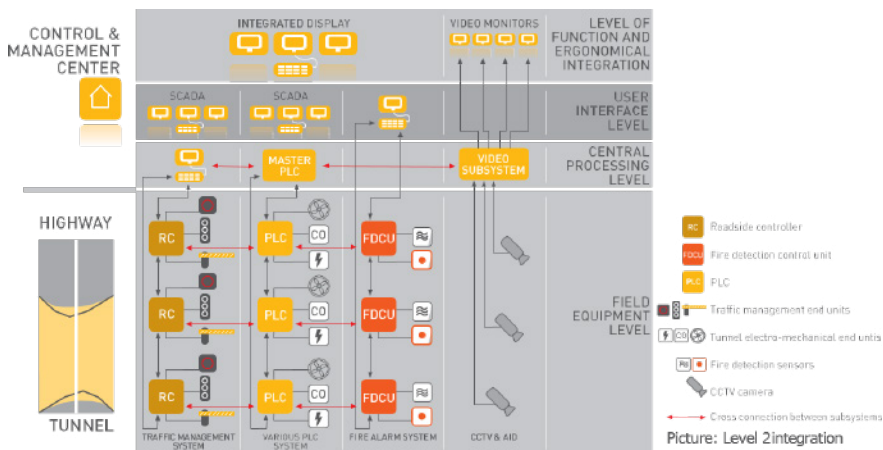 CONTROL &
MANAGEMENT
CENTER
INTEGRATED DISPLAY
VIDEO MONITORS
LEVEL OF
FUNCTION AND
ERGONOMICAL
INTEGRATION
SCADA
SCADA
USER
INTERFACE
LEVEL
MASTER
PLC
VIDEO
SUBSYSTEM
CENTRAL
PROCESSING
LEVEL
HIGHWAY
TUNNEL
RC
PLC
CO
FDCU
RC
PLC
CO
FDCU
RC
PLC
CO
FDCU
FIELD
EQUIPMENT
LEVEL
TRAFFIC MANAGEMENT
SYSTEM
VARIOUS PLC
SYSTEM
FIRE ALARM SYSTEM
CCTV & AID
RC Roadside controller
FDCU Fire detection control unit
PLC PLC
Traffic management end units
CO Tunnel electro-mechanical end untis
Fire detection sensors
CCTV camera
Cross connection between subsystems
Picture: Level 2integration